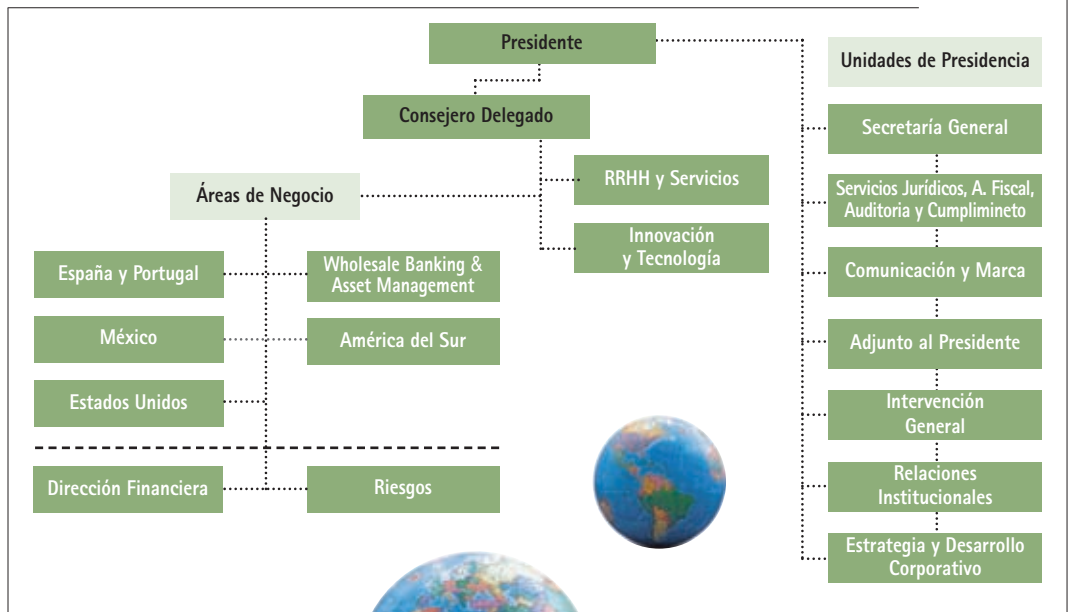 Presidente
Consejero Delegado
RRHH y Servicios
Innovación
y Tecnología
Áreas de Negocio
España y Portugal
Wholesale Banking &
Asset Management
México
América del Sur
Estados Unidos
Dirección Financiera
Riesgos
Unidades de Presidencia
Secretaría General
Servicios Jurídicos, A. Fiscal,
Auditoria y Cumplimineto
Comunicación y Marca
Adjunto al Presidente
Intervención
General
Relaciones
Institucionales
Estrategia y Desarrollo
Corporativo